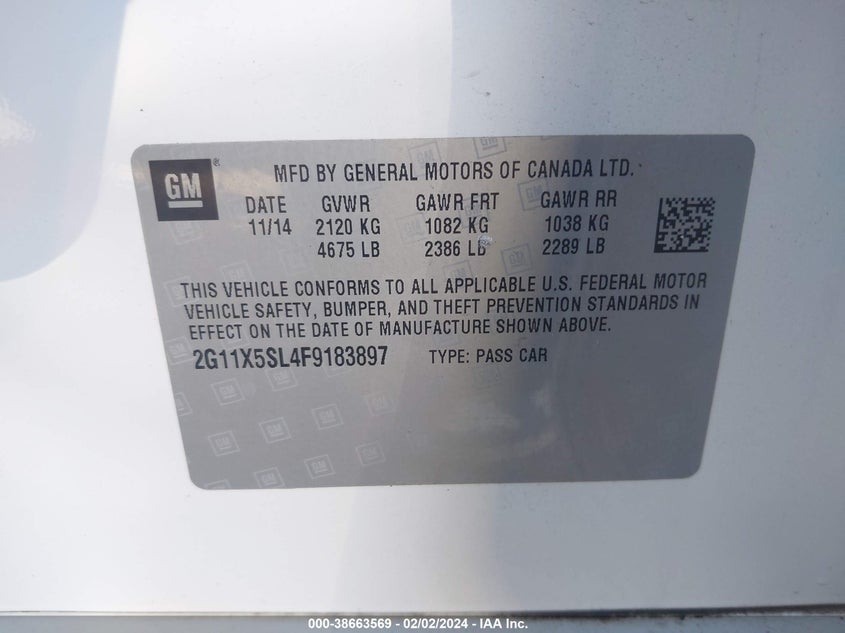 GM ® MFD BY GENERAL MOTORS OF CANADA LTD.
DATE GVWR GAWR FRT GAWR RR
11/14 2120 KG 1082 KG 1038 KG
4675 LB 2386 LB 2289 LB
THIS VEHICLE CONFORMS TO ALL APPLICABLE U.S. FEDERAL MOTOR
VEHICLE SAFETY, BUMPER, AND THEFT PREVENTION STANDARDS IN
EFFECT ON THE DATE OF MANUFACTURE SHOWN ABOVE.
2G11X5SL4F9183897 TYPE: PASS CAR
000-38663569 - 02/02/2024 - IAA Inc.